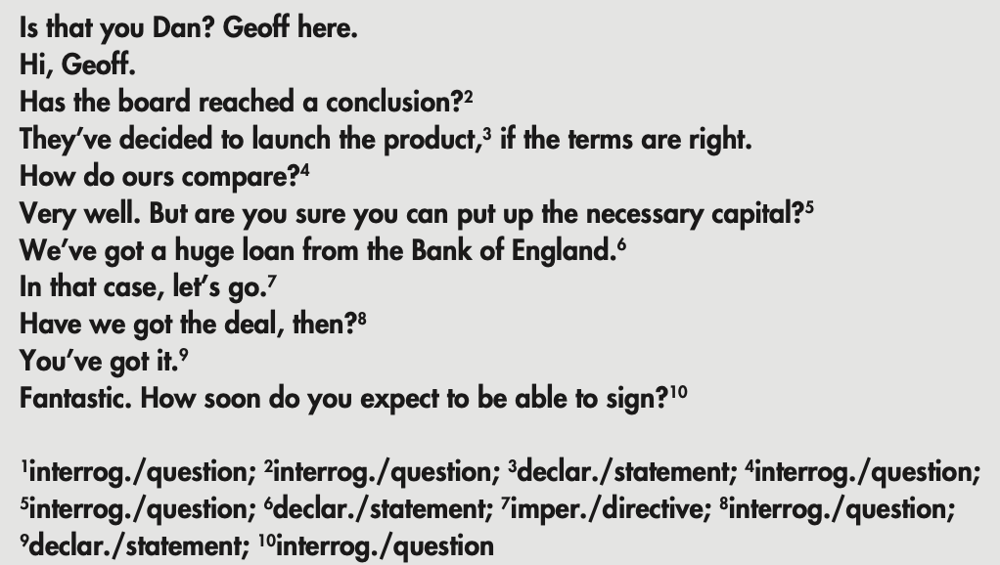 Is that you Dan? Geoff here.
Hi, Geoff.
Has the board reached a conclusion?²
They’ve decided to launch the product,³ if the terms are right.
How do ours compare?⁴
Very well. But are you sure you can put up the necessary capital?⁵
We’ve got a huge loan from the Bank of England.⁶
In that case, let’s go.⁷
Have we got the deal, then?⁸
You’ve got it.⁹
Fantastic. How soon do you expect to be able to sign?¹⁰
¹interrog./question; ²interrog./question; ³declar./statement; ⁴interrog./question;
⁵interrog./question; ⁶declar./statement; ⁷imper./directive; ⁸interrog./question;
⁹declar./statement; ¹⁰interrog./question